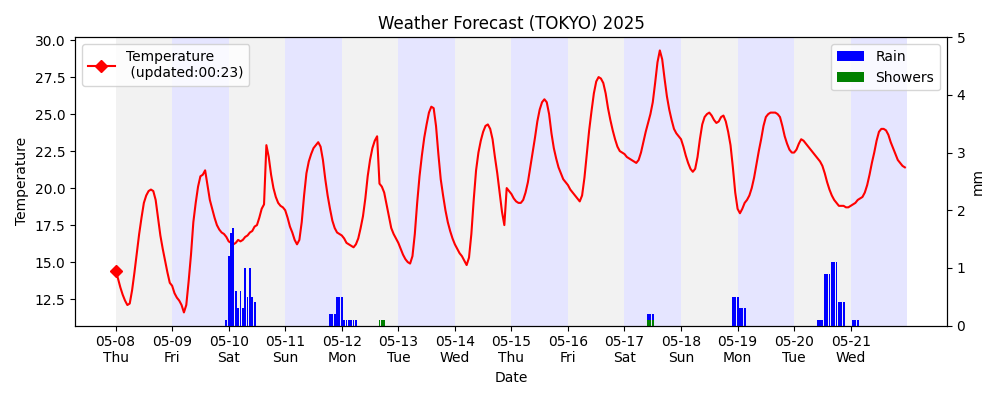 Weather Forecast (TOKYO) 2025
Temperature
(updated:00:23)
Rain
Showers
30.0
27.5
25.0
22.5
20.0
17.5
15.0
12.5
Temperature
5
4
3
2
1
0
mm
05-08 05-09 05-10 05-11 05-12 05-13 05-14 05-15 05-16 05-17 05-18 05-19 05-20 05-21
Thu Fri Sat Sun Mon Tue Wed Thu Fri Sat Sun Mon Tue Wed
Date